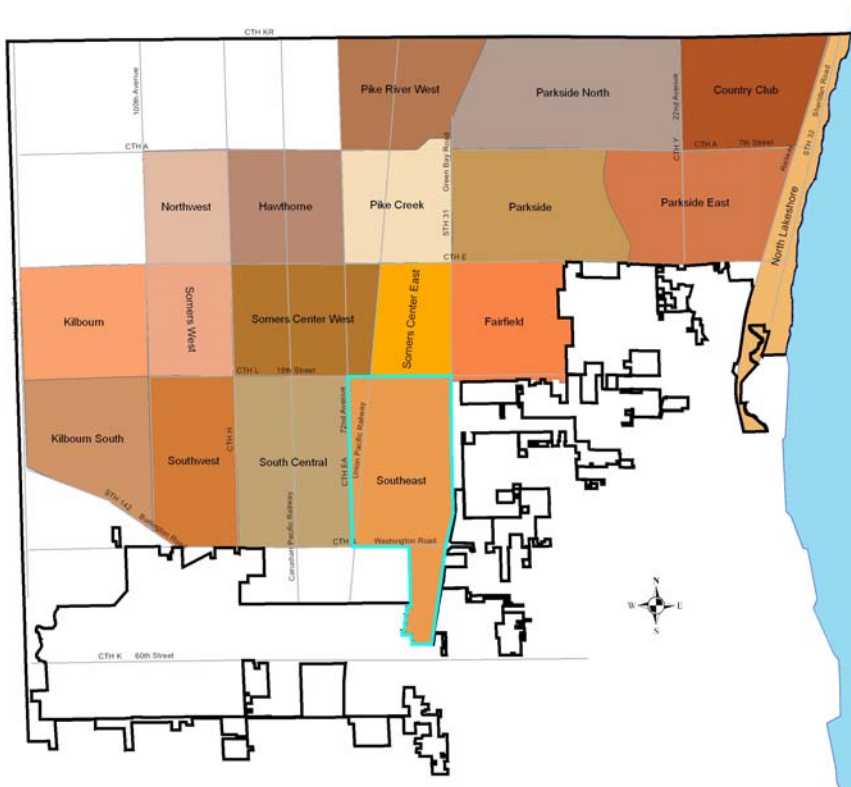 CTH KR
100th Avenue
Pike River West
Parkside North
22nd Avenue
Country Club
STH 32 Sheridan Road
CTH A
Green Bay Road
CTH Y
CTH A 7th Street
Railway
Northwest
Hawthorne
Pike Creek
STH 31
Parkside
Parkside East
North Lakeshore
CTH E
Kilbourn
Somers West
Somers Center West
Somers Center East
Fairfield
CTH L 18th Street
Kilbourn South
Southwest
CTH H
South Central
72nd Avenue
CTH EA
Union Pacific Railway
Southeast
STH 142 Burlington Road
Canadian Pacific Railway
CTH Washington Road
N
W E
S
CTH K 60th Street